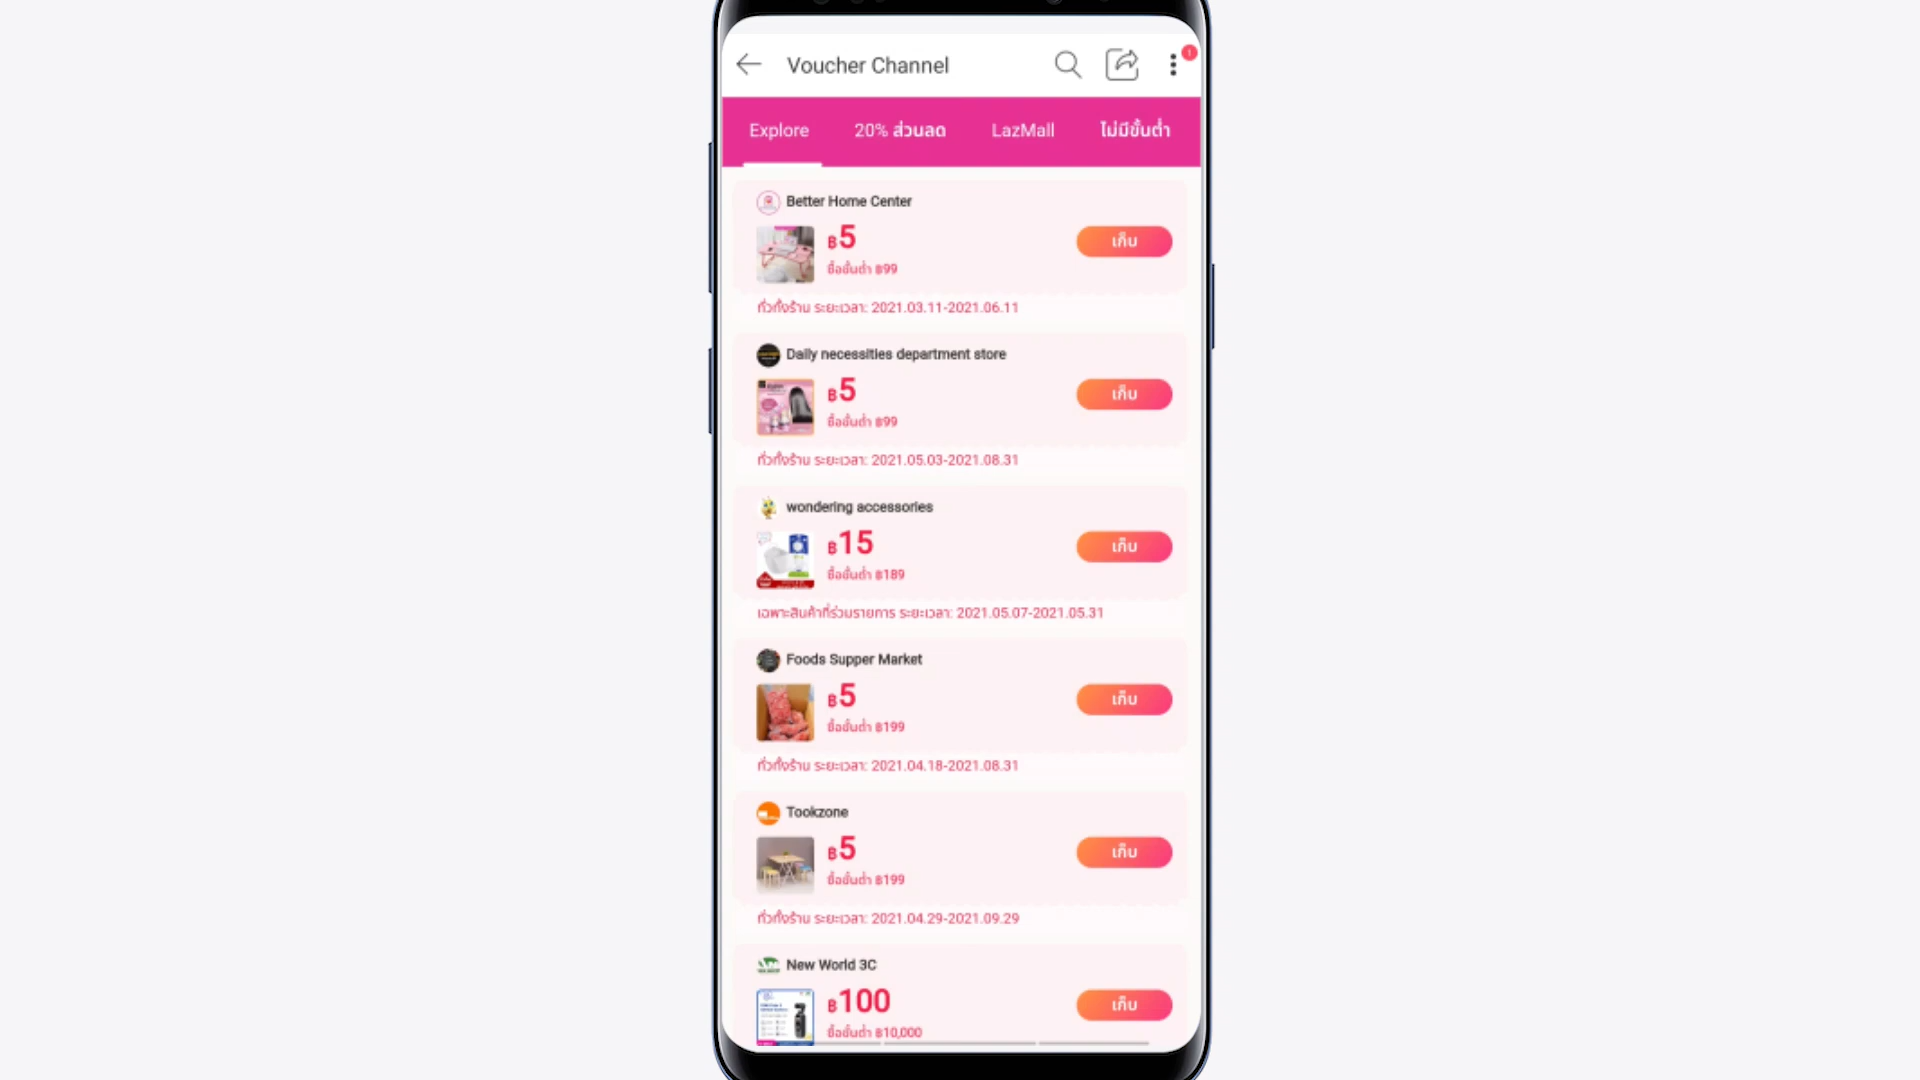 Voucher Channel
1
Explore 20% ส่วนลด LazMall ไม่มีขั้นต่ำ
Better Home Center
฿5
ซื้อขั้นต่ำ ฿99
เก็บ
ทั่วทั้งร้าน ระยะเวลา: 2021.03.11-2021.06.11
Daily necessities department store
฿5
ซื้อขั้นต่ำ ฿99
เก็บ
ทั่วทั้งร้าน ระยะเวลา: 2021.05.03-2021.08.31
wondering accessories
฿15
ซื้อขั้นต่ำ ฿189
เก็บ
เฉพาะสินค้าที่ร่วมรายการ ระยะเวลา: 2021.05.07-2021.05.31
Foods Supper Market
฿5
ซื้อขั้นต่ำ ฿199
เก็บ
ทั่วทั้งร้าน ระยะเวลา: 2021.04.18-2021.08.31
Tookzone
฿5
ซื้อขั้นต่ำ ฿199
เก็บ
ทั่วทั้งร้าน ระยะเวลา: 2021.04.29-2021.09.29
New World 3C
฿100
ซื้อขั้นต่ำ ฿10,000
เก็บ